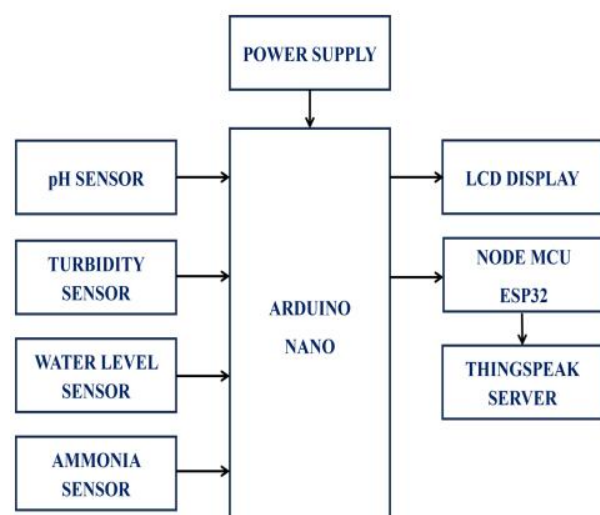 POWER SUPPLY
pH SENSOR
TURBIDITY
SENSOR
WATER LEVEL
SENSOR
AMMONIA
SENSOR
ARDUINO
NANO
LCD DISPLAY
NODE MCU
ESP32
THINGSPEAK
SERVER